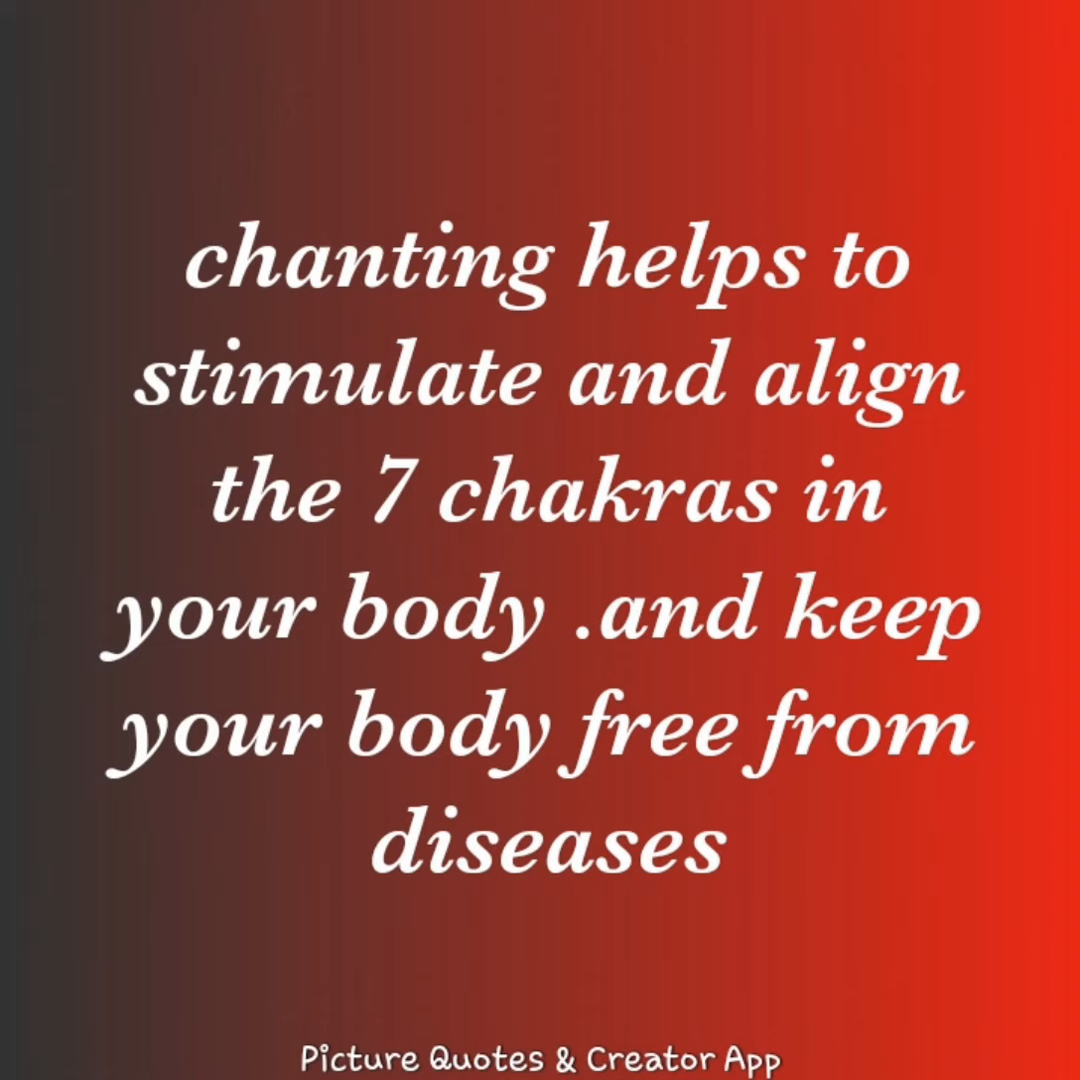 chanting helps to
stimulate and align
the 7 chakras in
your body .and keep
your body free from
diseases
Picture Quotes & Creator App